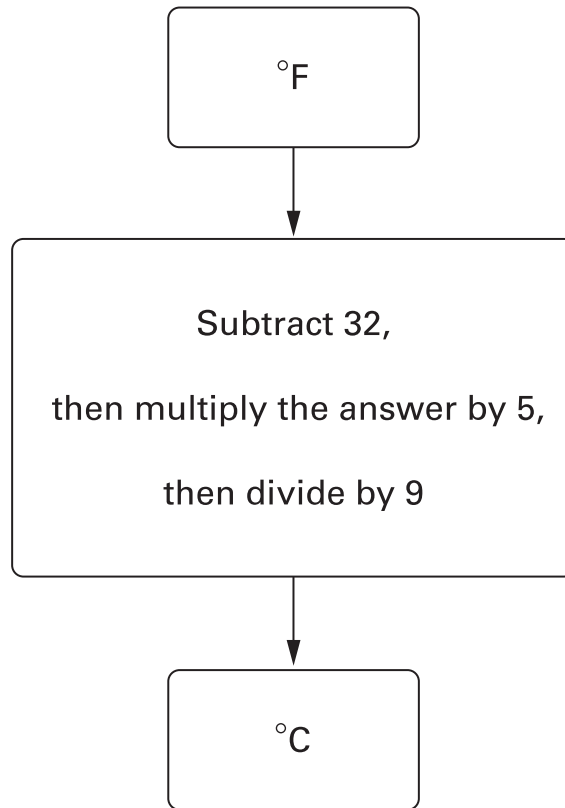 °F
Subtract 32,
then multiply the answer by 5,
then divide by 9
°C